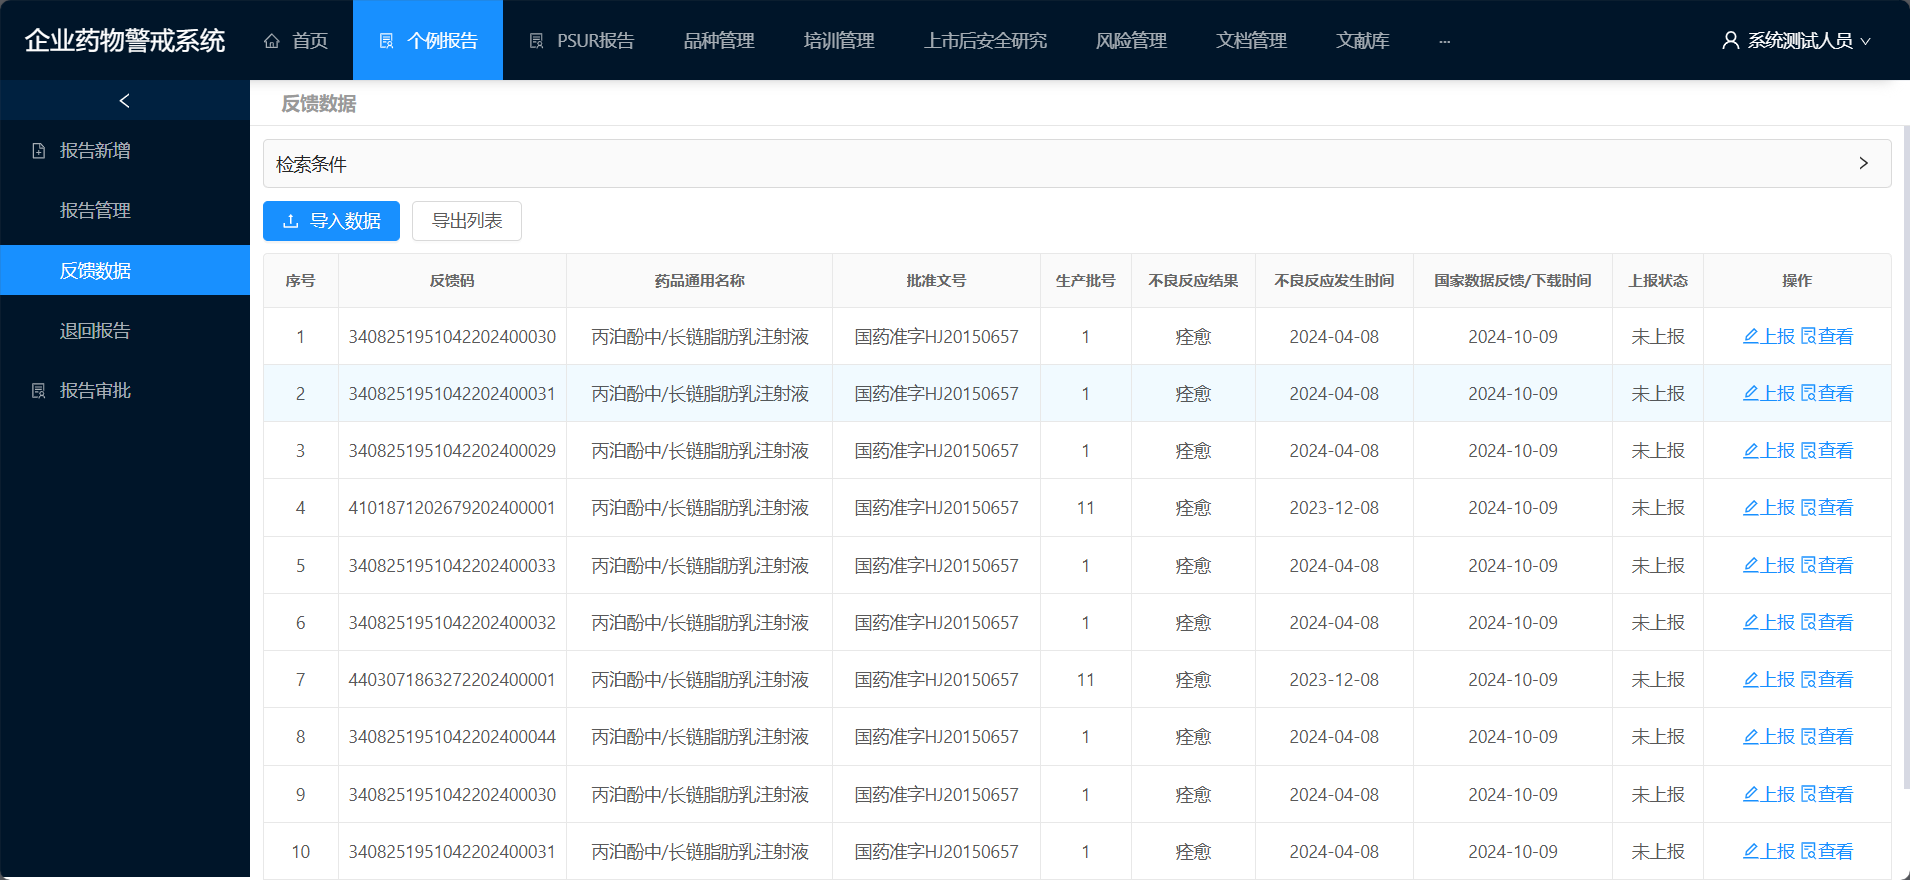 企业药物警戒系统 首页 个例报告 PSUR报告 品种管理 培训管理 上市后安全研究 风险管理 文档管理 文献库 ··· 系统测试人员
报告新增
报告管理
反馈数据
退回报告
报告审批
反馈数据
检索条件
导入数据 导出列表
序号 反馈码 药品通用名称 批准文号 生产批号 不良反应结果 不良反应发生时间 国家数据反馈/下载时间 上报状态 操作
1 3408251951042202400030 丙泊酚中/长链脂肪乳注射液 国药准字HJ20150657 1 痊愈 2024-04-08 2024-10-09 未上报 上报 查看
2 3408251951042202400031 丙泊酚中/长链脂肪乳注射液 国药准字HJ20150657 1 痊愈 2024-04-08 2024-10-09 未上报 上报 查看
3 3408251951042202400029 丙泊酚中/长链脂肪乳注射液 国药准字HJ20150657 1 痊愈 2024-04-08 2024-10-09 未上报 上报 查看
4 4101871202679202400001 丙泊酚中/长链脂肪乳注射液 国药准字HJ20150657 11 痊愈 2023-12-08 2024-10-09 未上报 上报 查看
5 3408251951042202400033 丙泊酚中/长链脂肪乳注射液 国药准字HJ20150657 1 痊愈 2024-04-08 2024-10-09 未上报 上报 查看
6 3408251951042202400032 丙泊酚中/长链脂肪乳注射液 国药准字HJ20150657 1 痊愈 2024-04-08 2024-10-09 未上报 上报 查看
7 4403071863272202400001 丙泊酚中/长链脂肪乳注射液 国药准字HJ20150657 11 痊愈 2023-12-08 2024-10-09 未上报 上报 查看
8 3408251951042202400044 丙泊酚中/长链脂肪乳注射液 国药准字HJ20150657 1 痊愈 2024-04-08 2024-10-09 未上报 上报 查看
9 3408251951042202400030 丙泊酚中/长链脂肪乳注射液 国药准字HJ20150657 1 痊愈 2024-04-08 2024-10-09 未上报 上报 查看
10 3408251951042202400031 丙泊酚中/长链脂肪乳注射液 国药准字HJ20150657 1 痊愈 2024-04-08 2024-10-09 未上报 上报 查看